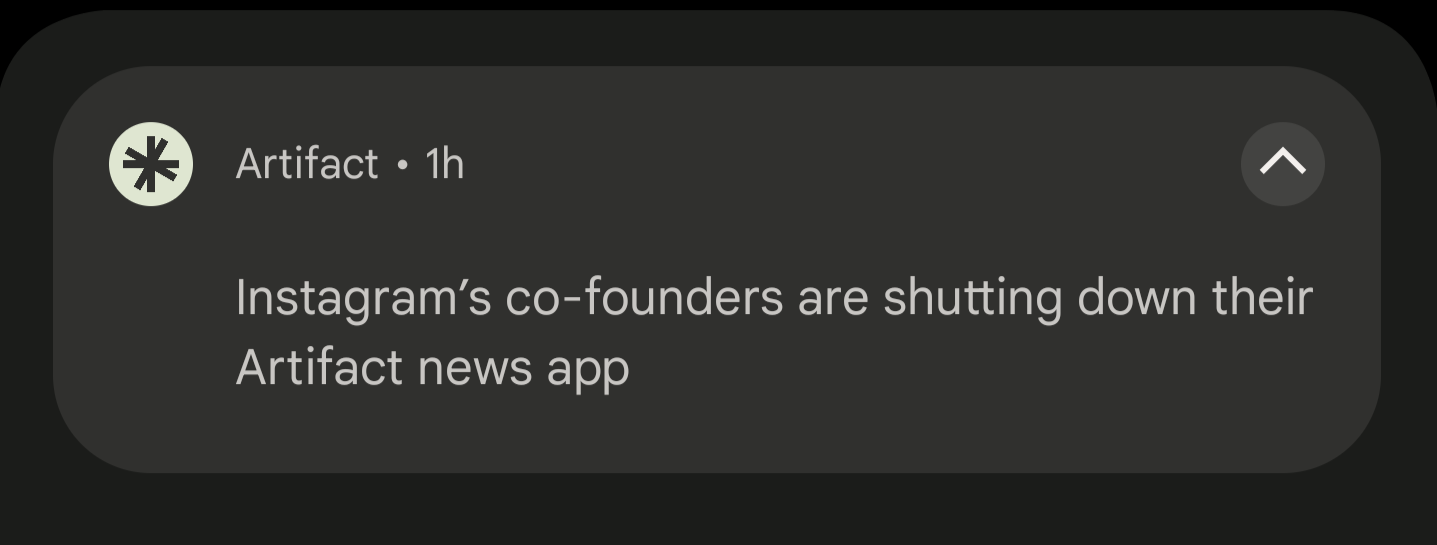 Artifact • 1h
Instagram’s co-founders are shutting down their
Artifact news app